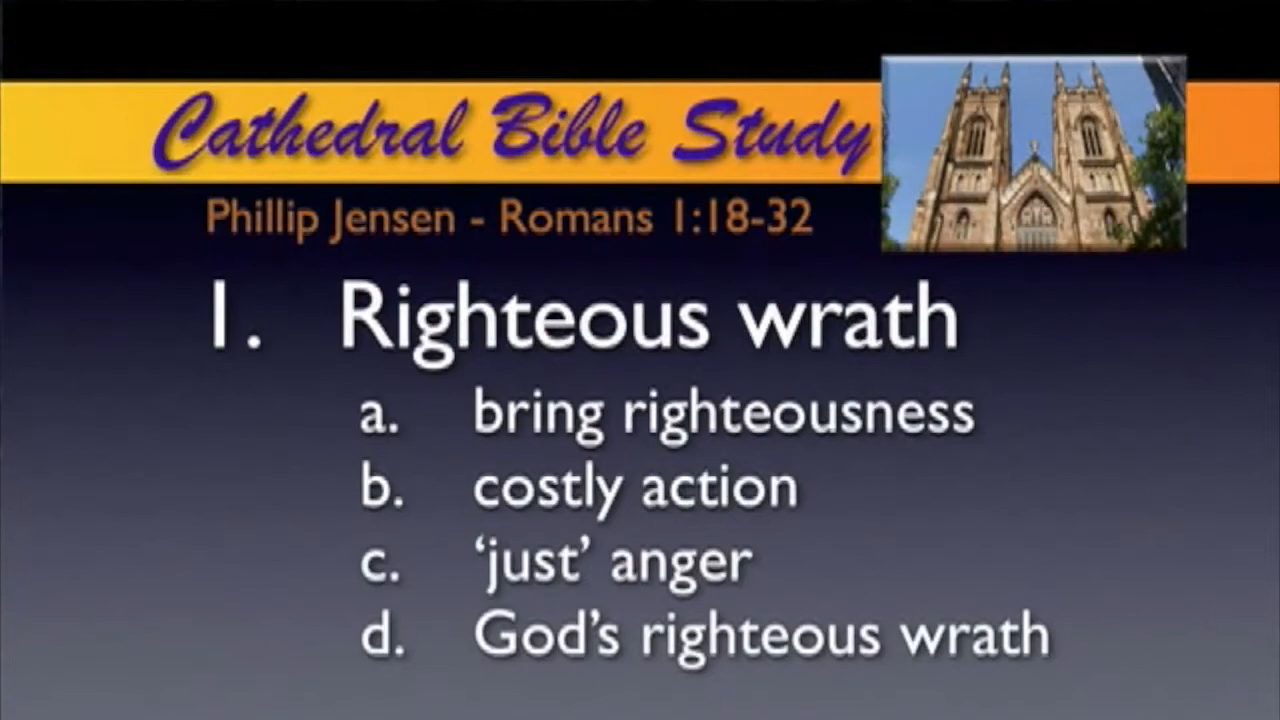 Cathedral Bible Study
Phillip Jensen - Romans 1:18-32
1. Righteous wrath
a. bring righteousness
b. costly action
c. ‘just’ anger
d. God’s righteous wrath